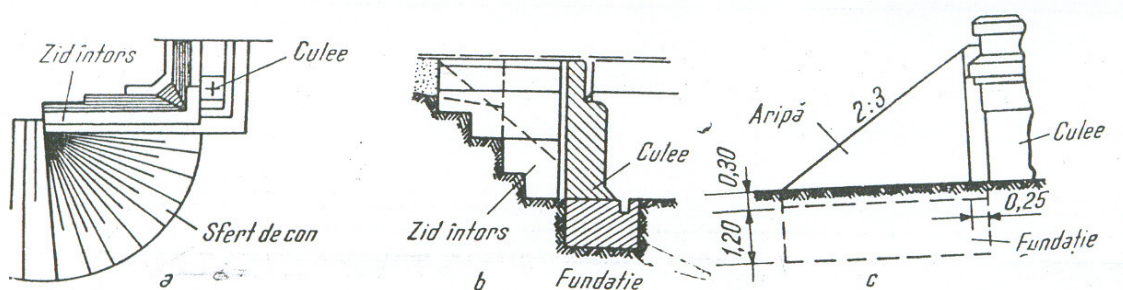 Zid întors
Culee
Sfert de con
a
Culee
Zid întors
Fundație
b
2:3
Aripă
Culee
0,30
1,20
0,25
Fundație
c